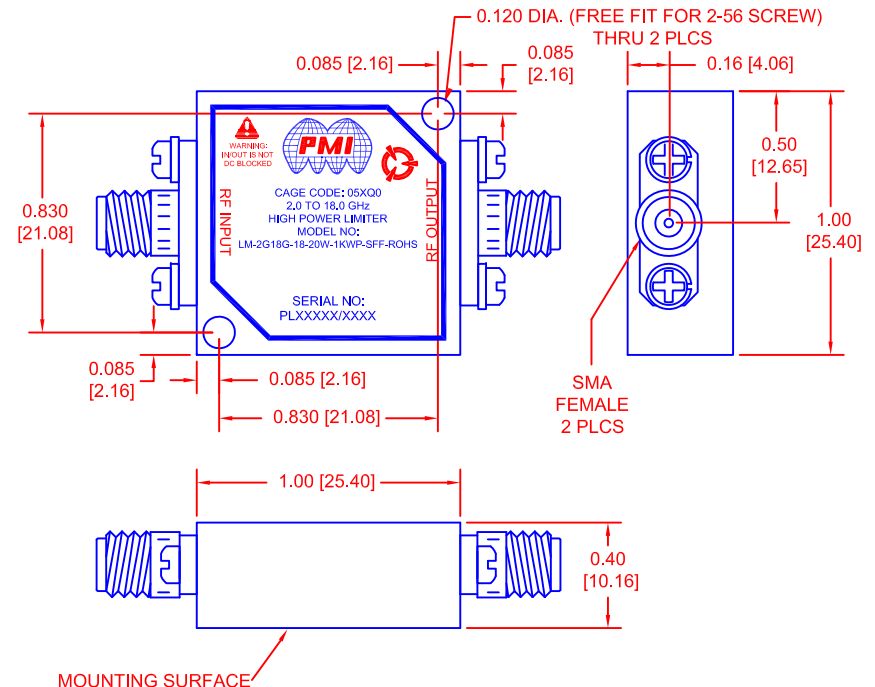 0.120 DIA. (FREE FIT FOR 2-56 SCREW)
THRU 2 PLCS
0.085 [2.16]
0.085
[2.16]
0.16 [4.06]
WARNING:
IN/OUT IS NOT
DC BLOCKED
PMI
0.50
[12.65]
CAGE CODE: 05XQ0
2.0 TO 18.0 GHz
HIGH POWER LIMITER
MODEL NO:
LM-2G18G-18-20W-1KWP-SFF-ROHS
RF INPUT
RF OUTPUT
0.830
[21.08]
1.00
[25.40]
SERIAL NO:
PLXXXXX/XXXX
0.085
[2.16]
0.085 [2.16]
0.830 [21.08]
SMA
FEMALE
2 PLCS
1.00 [25.40]
0.40
[10.16]
MOUNTING SURFACE